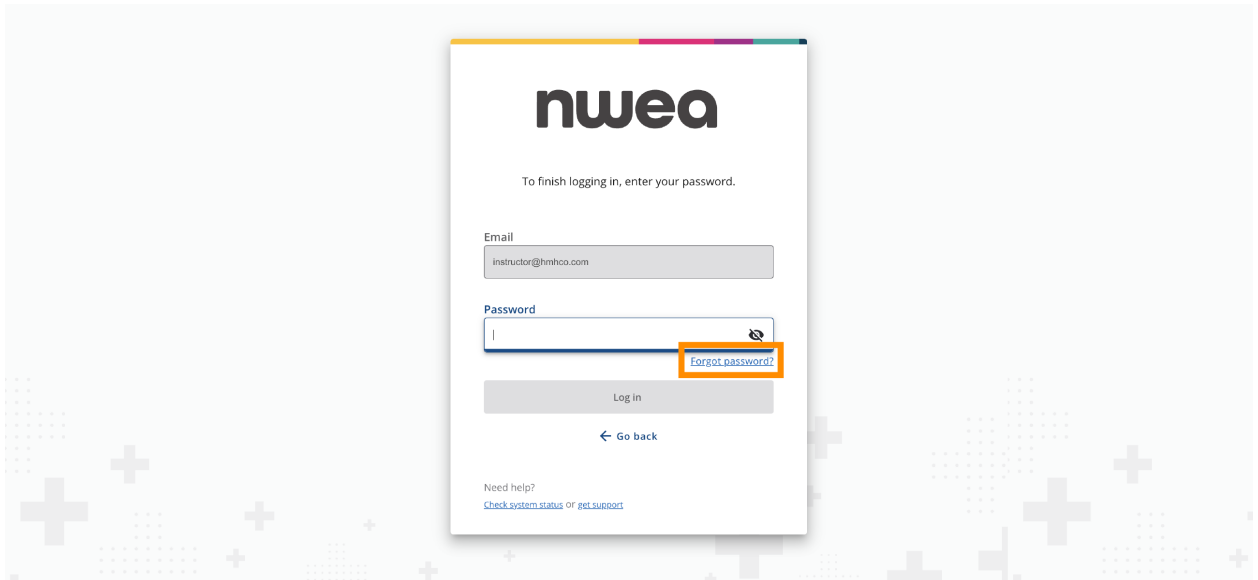 nwea
To finish logging in, enter your password.
Email
instructor@hmhco.com
Password
Forgot password?
Log in
Go back
Need help?
Check system status or get support